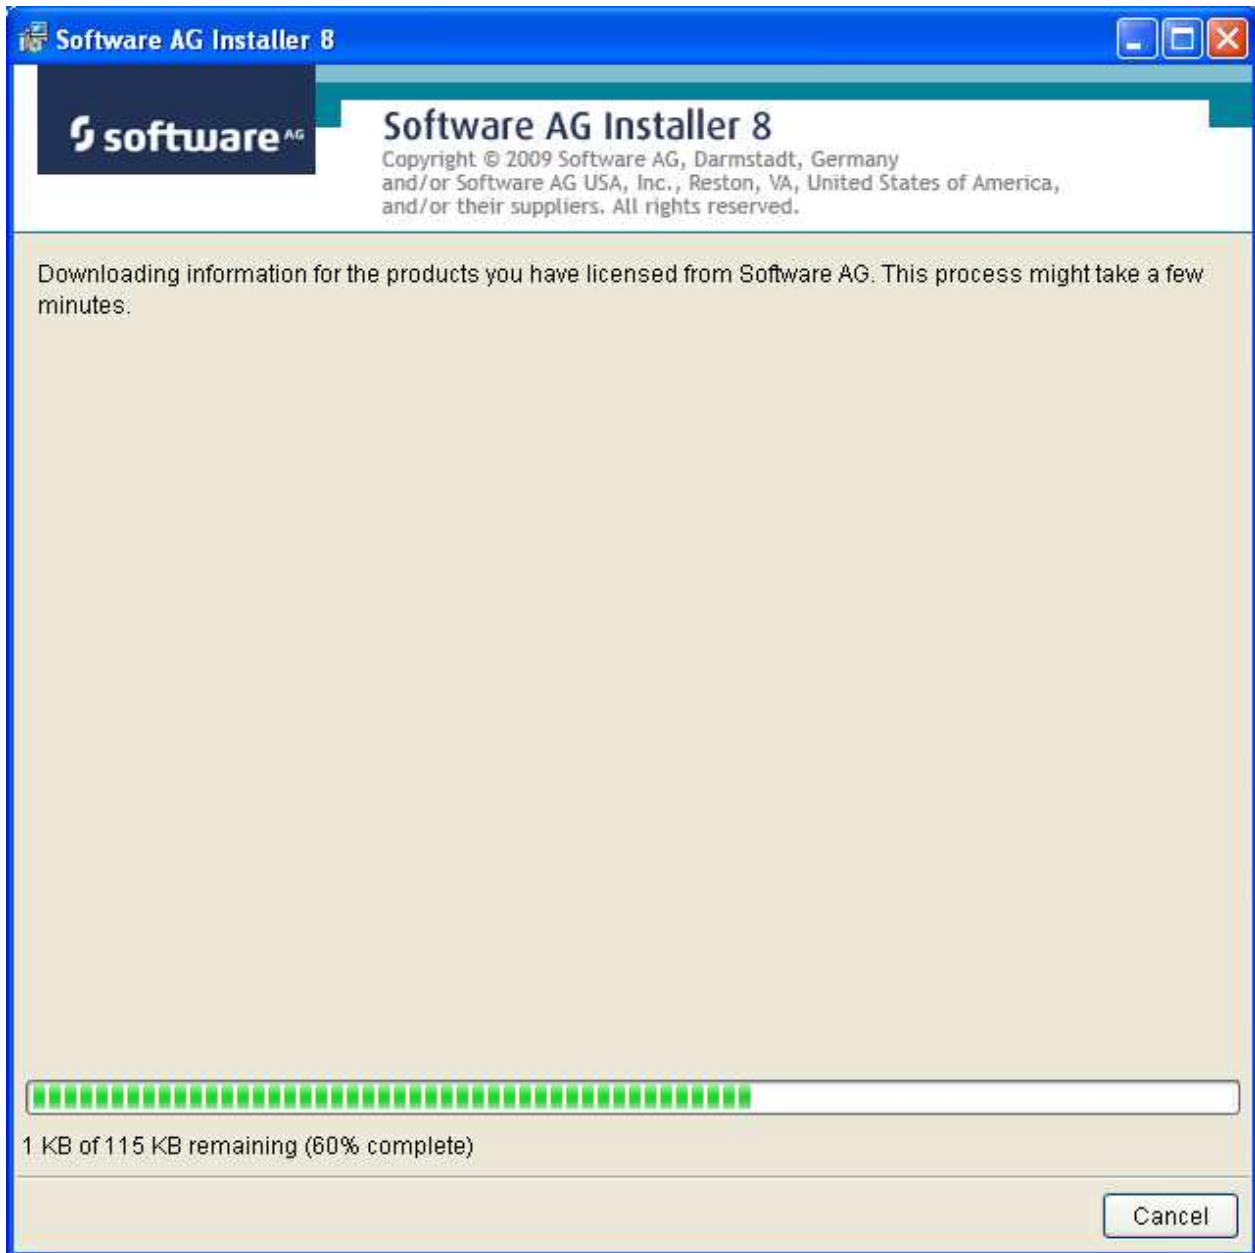 Software AG Installer 8
software AG
Software AG Installer 8
Copyright © 2009 Software AG, Darmstadt, Germany
and/or Software AG USA, Inc., Reston, VA, United States of America,
and/or their suppliers. All rights reserved.
Downloading information for the products you have licensed from Software AG. This process might take a few
minutes.
1 KB of 115 KB remaining (60% complete)
Cancel